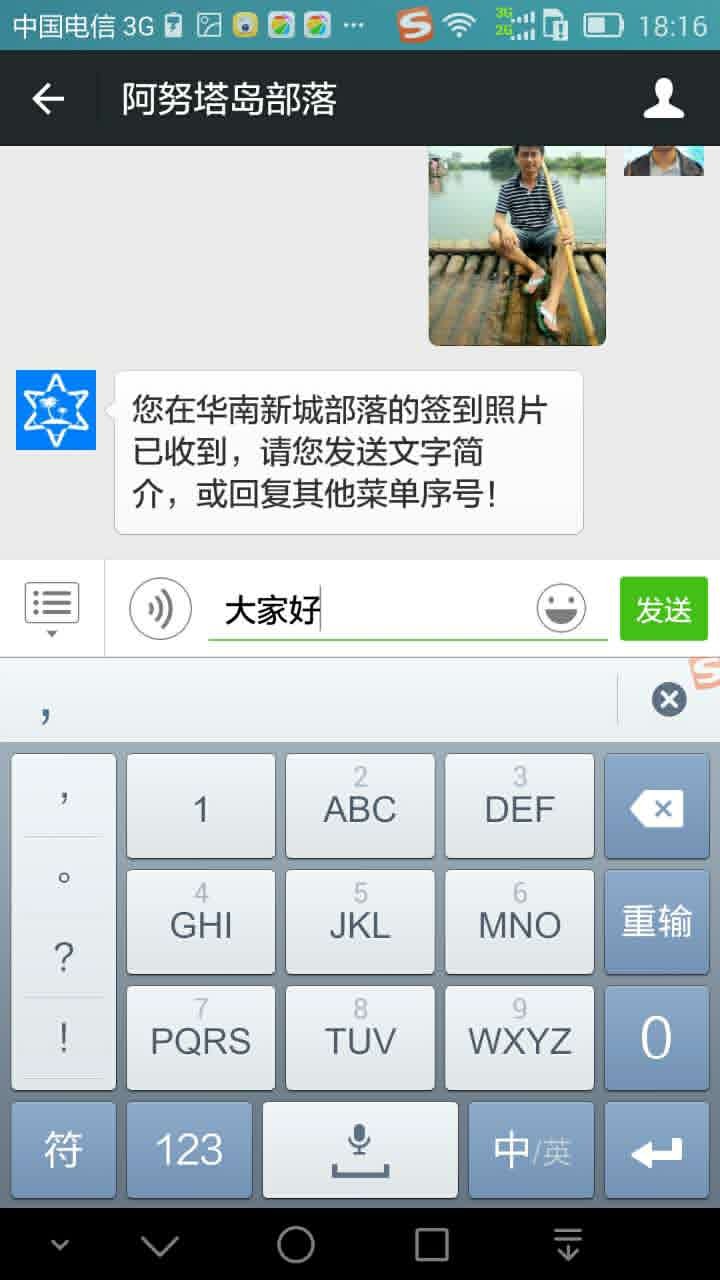 中国电信 3G
3G
2G
18:16
阿努塔岛部落
您在华南新城部落的签到照片
已收到，请您发送文字简
介，或回复其他菜单序号！
大家好
发送
，
，
1
2
ABC
3
DEF
。
4
GHI
5
JKL
6
MNO
重输
？
！
7
PQRS
8
TUV
9
WXYZ
0
符
123
中/英